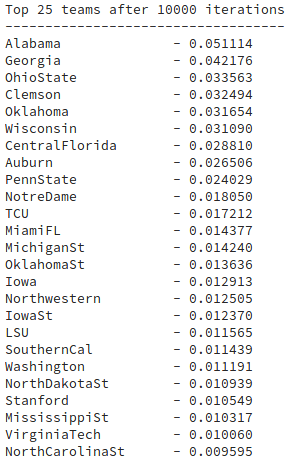 Top 25 teams after 10000 iterations
-----------------------------------
Alabama - 0.051114
Georgia - 0.042176
OhioState - 0.033563
Clemson - 0.032494
Oklahoma - 0.031654
Wisconsin - 0.031090
CentralFlorida - 0.028810
Auburn - 0.026506
PennState - 0.024029
NotreDame - 0.018050
TCU - 0.017212
MiamiFL - 0.014377
MichiganSt - 0.014240
OklahomaSt - 0.013636
Iowa - 0.012913
Northwestern - 0.012505
IowaSt - 0.012370
LSU - 0.011565
SouthernCal - 0.011439
Washington - 0.011191
NorthDakotaSt - 0.010939
Stanford - 0.010549
MississippiSt - 0.010317
VirginiaTech - 0.010060
NorthCarolinaSt - 0.009595